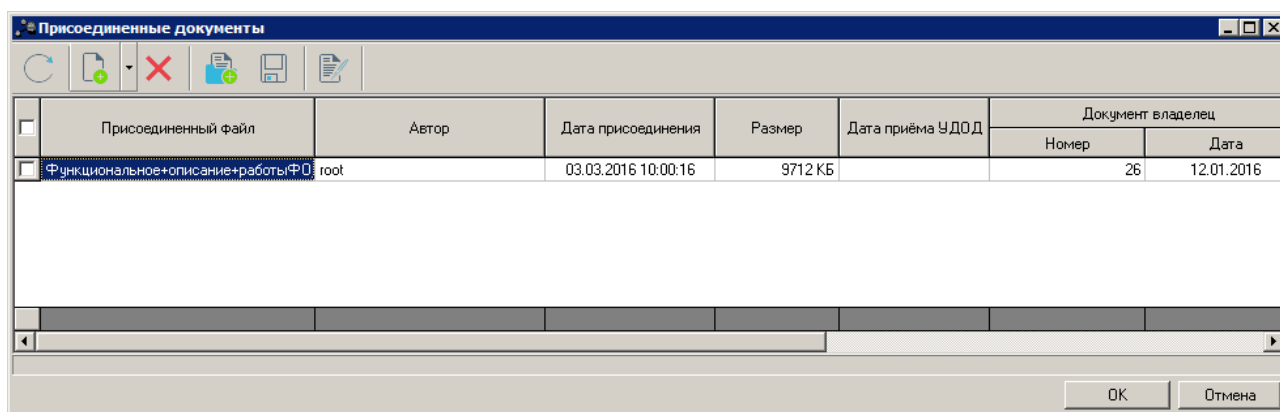 Присоединенные документы
Присоединенный файл Автор Дата присоединения Размер Дата приёма УДОД Документ владелец
Номер Дата
Функциональное+описание+работыФО root 03.03.2016 10:00:16 9712 КБ 26 12.01.2016
OK Отмена